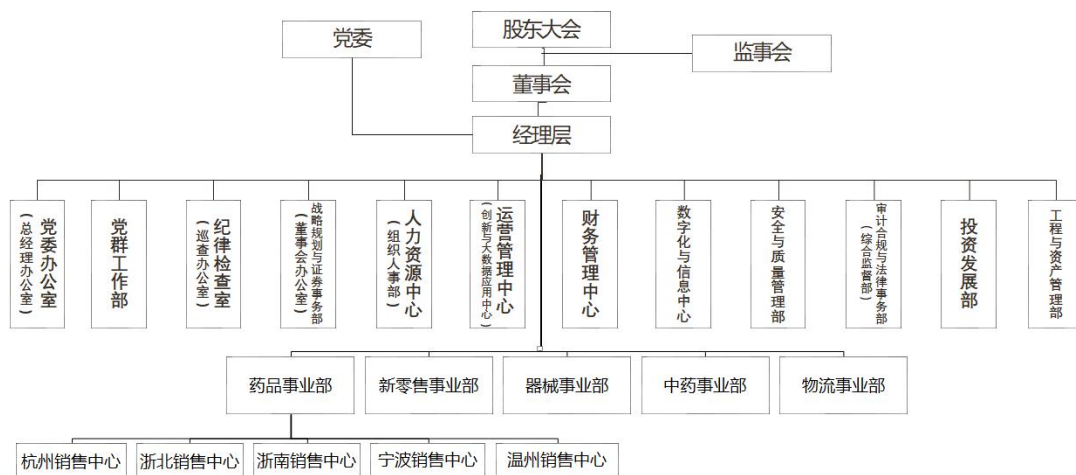 党委
股东大会
监事会
董事会
经理层
党委办公室
(总经理办公室)
党群工作部
纪律检查室
(巡查办公室)
战略规划与证券事务部
(董事会办公室)
人力资源中心
(组织人事部)
运营管理中心
(创新与大数据应用中心)
财务管理中心
数字化与信息中心
安全与质量管理部
审计合规与法律事务部
(综合监督部)
投资发展部
工程与资产管理部
药品事业部
新零售事业部
器械事业部
中药事业部
物流事业部
杭州销售中心
浙北销售中心
浙南销售中心
宁波销售中心
温州销售中心